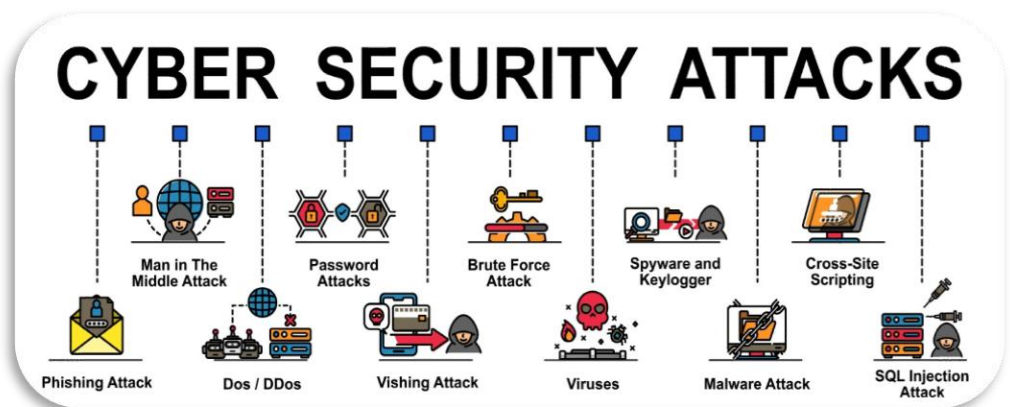 CYBER SECURITY ATTACKS
Man in The
Middle Attack
Password
Attacks
Brute Force
Attack
Spyware and
Keylogger
Cross-Site
Scripting
Phishing Attack
Dos / DDos
Vishing Attack
Viruses
Malware Attack
SQL Injection
Attack